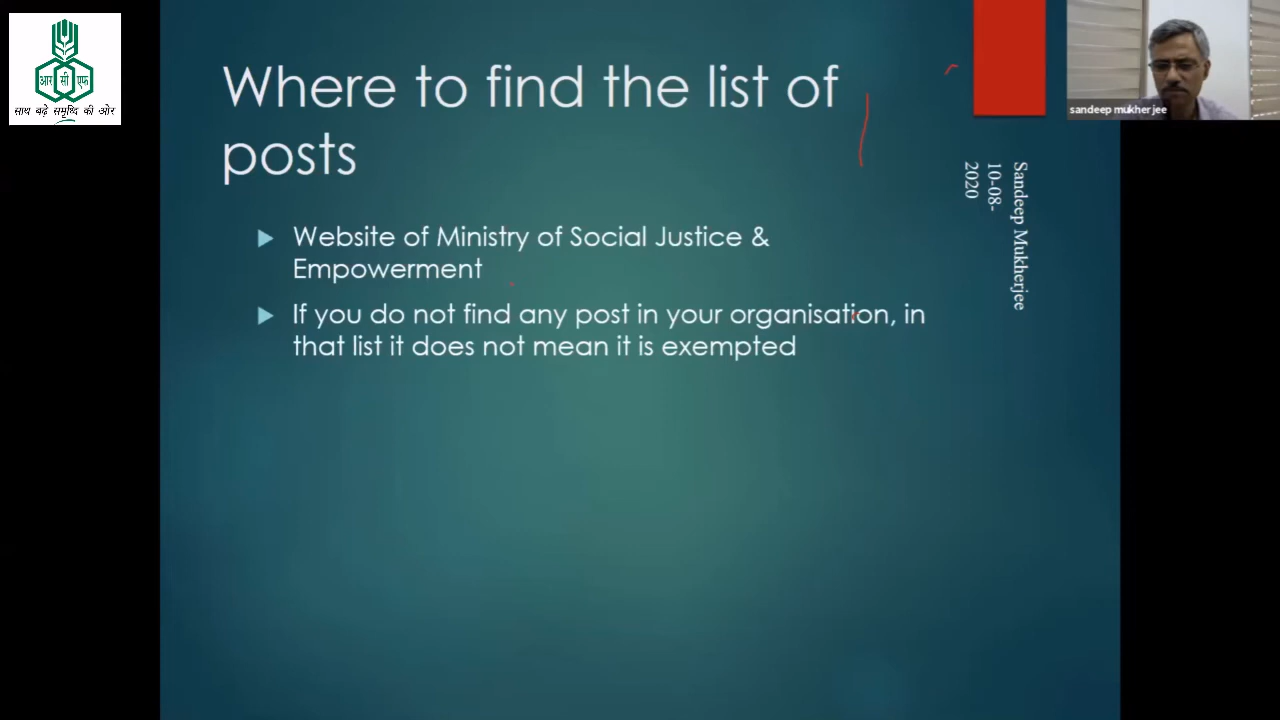 आर सी एफ
साथ बढ़ें समृध्दि की ओर
Where to find the list of
posts
Website of Ministry of Social Justice &
Empowerment
If you do not find any post in your organisation, in
that list it does not mean it is exempted
Sandeep Mukherjee
10-08-
2020
sandeep mukherjee